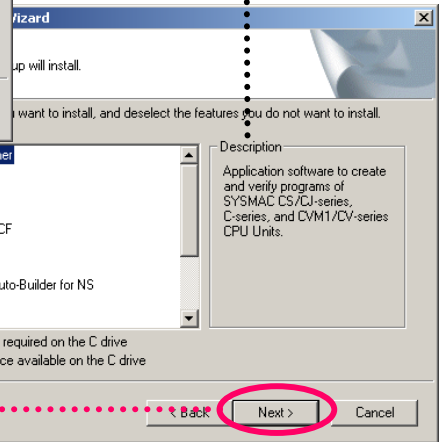 Wizard
up will install.
want to install, and deselect the features you do not want to install.
Description
Application software to create
and verify programs of
SYSMAC CS/CJ-series,
C-series, and CVM1/CV-series
CPU Units.
ner
CF
uto-Builder for NS
required on the C drive
ce available on the C drive
< Back
Next >
Cancel